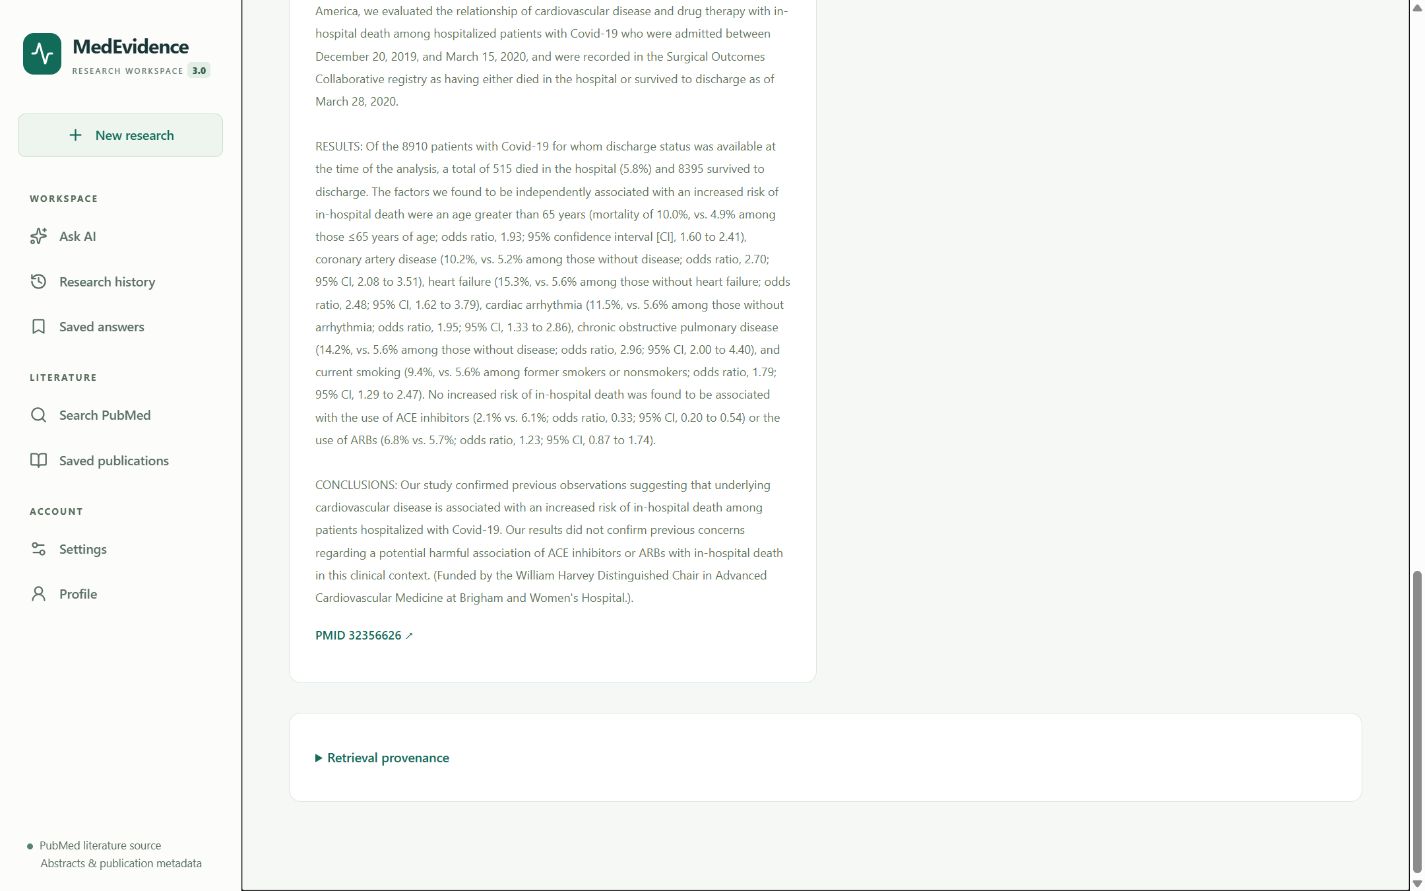 MedEvidence
RESEARCH WORKSPACE 3.0
+ New research
WORKSPACE
Ask AI
Research history
Saved answers
LITERATURE
Search PubMed
Saved publications
ACCOUNT
Settings
Profile
PubMed literature source
Abstracts & publication metadata
America, we evaluated the relationship of cardiovascular disease and drug therapy with in-
hospital death among hospitalized patients with Covid-19 who were admitted between
December 20, 2019, and March 15, 2020, and were recorded in the Surgical Outcomes
Collaborative registry as having either died in the hospital or survived to discharge as of
March 28, 2020.
RESULTS: Of the 8910 patients with Covid-19 for whom discharge status was available at
the time of the analysis, a total of 515 died in the hospital (5.8%) and 8395 survived to
discharge. The factors we found to be independently associated with an increased risk of
in-hospital death were an age greater than 65 years (mortality of 10.0%, vs. 4.9% among
those ≤65 years of age; odds ratio, 1.93; 95% confidence interval [CI], 1.60 to 2.41),
coronary artery disease (10.2%, vs. 5.2% among those without disease; odds ratio, 2.70;
95% CI, 2.08 to 3.51), heart failure (15.3%, vs. 5.6% among those without heart failure; odds
ratio, 2.48; 95% CI, 1.62 to 3.79), cardiac arrhythmia (11.5%, vs. 5.6% among those without
arrhythmia; odds ratio, 1.95; 95% CI, 1.33 to 2.86), chronic obstructive pulmonary disease
(14.2%, vs. 5.6% among those without disease; odds ratio, 2.96; 95% CI, 2.00 to 4.40), and
current smoking (9.4%, vs. 5.6% among former smokers or nonsmokers; odds ratio, 1.79;
95% CI, 1.29 to 2.47). No increased risk of in-hospital death was found to be associated
with the use of ACE inhibitors (2.1% vs. 6.1%; odds ratio, 0.33; 95% CI, 0.20 to 0.54) or the
use of ARBs (6.8% vs. 5.7%; odds ratio, 1.23; 95% CI, 0.87 to 1.74).
CONCLUSIONS: Our study confirmed previous observations suggesting that underlying
cardiovascular disease is associated with an increased risk of in-hospital death among
patients hospitalized with Covid-19. Our results did not confirm previous concerns
regarding a potential harmful association of ACE inhibitors or ARBs with in-hospital death
in this clinical context. (Funded by the William Harvey Distinguished Chair in Advanced
Cardiovascular Medicine at Brigham and Women's Hospital.).
PMID 32356626 ↗
▶ Retrieval provenance